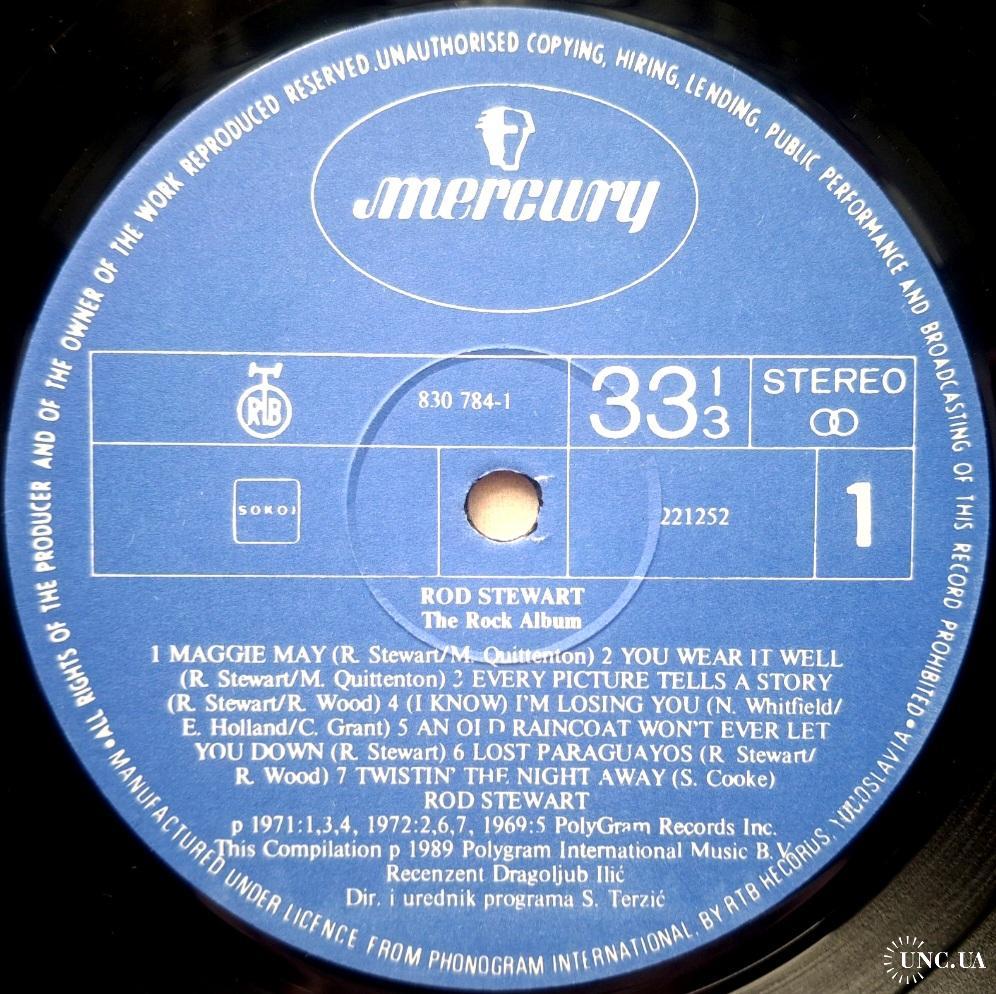 •ALL RIGHTS OF THE PRODUCER AND OF THE OWNER OF THE WORK REPRODUCED RESERVED.UNAUTHORISED COPYING, HIRING, LENDING, PUBLIC PERFORMANCE AND BROADCASTING OF THIS RECORD PROHIBITED•
mercury
RTB
830 784-1
33 1/3
STEREO
SOKOJ
221252
1
ROD STEWART
The Rock Album
1 MAGGIE MAY (R. Stewart/M. Quittenton) 2 YOU WEAR IT WELL
(R. Stewart/M. Quittenton) 3 EVERY PICTURE TELLS A STORY
(R. Stewart/R. Wood) 4 (I KNOW) I'M LOSING YOU (N. Whitfield/
E. Holland/C. Grant) 5 AN OLD RAINCOAT WON'T EVER LET
YOU DOWN (R. Stewart) 6 LOST PARAGUAYOS (R. Stewart/
R. Wood) 7 TWISTIN' THE NIGHT AWAY (S. Cooke)
ROD STEWART
p 1971:1,3,4, 1972:2,6,7, 1969:5 PolyGram Records Inc.
This Compilation p 1989 Polygram International Music B.V.
Recenzent Dragoljub Ilić
Dir. i urednik programa S. Terzić
MANUFACTURED UNDER LICENCE FROM PHONOGRAM INTERNATIONAL, BY RTB RECORDS, YUGOSLAVIA•
UNC.UA